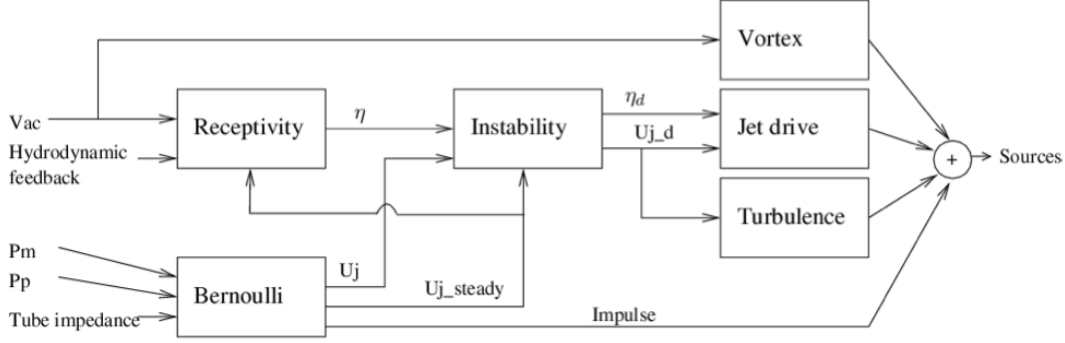 Vortex
Vac
Receptivity
η
Instability
ηd
Uj_d
Jet drive
+
Sources
Hydrodynamic
feedback
Turbulence
Pm
Pp
Tube impedance
Bernoulli
Uj
Uj_steady
Impulse